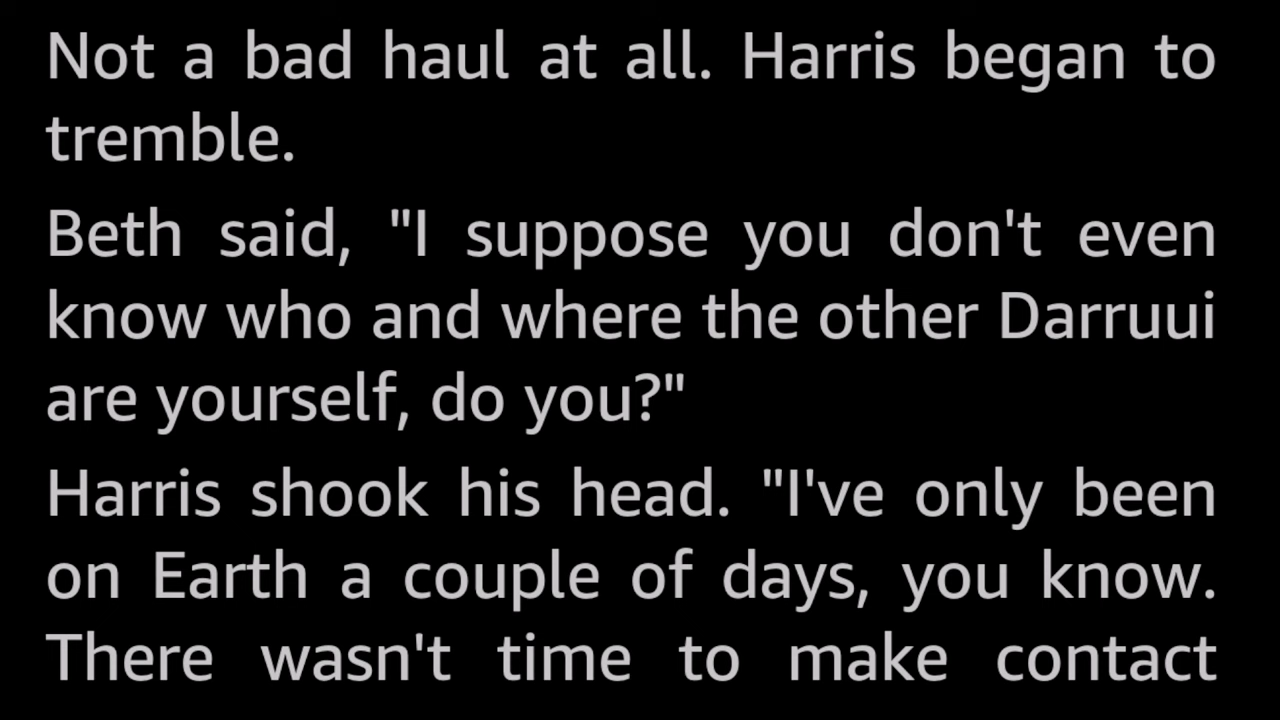 Not a bad haul at all. Harris began to
tremble.
Beth said, "I suppose you don't even
know who and where the other Darruui
are yourself, do you?"
Harris shook his head. "I've only been
on Earth a couple of days, you know.
There wasn't time to make contact